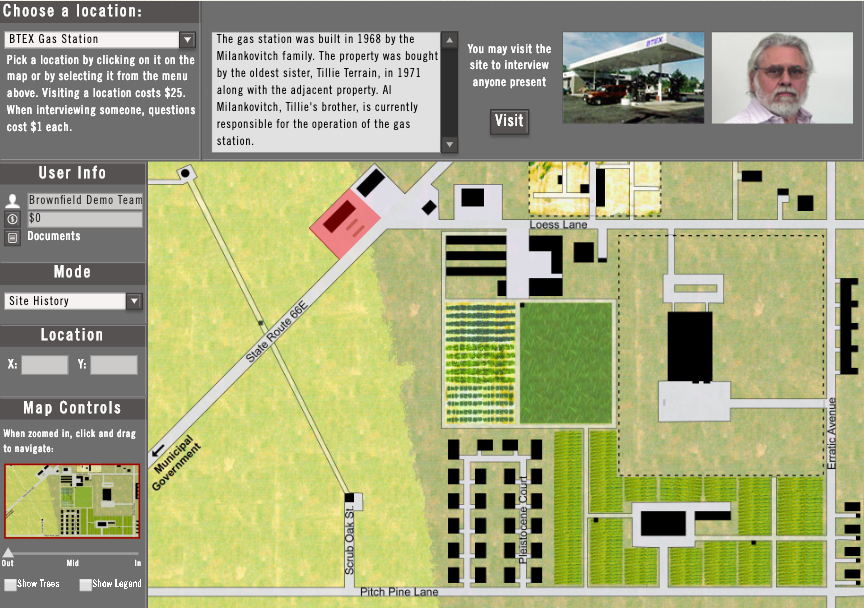 Choose a location:
BTEX Gas Station
Pick a location by clicking on it on the
map or by selecting it from the menu
above. Visiting a location costs $25.
When interviewing someone, questions
cost $1 each.
The gas station was built in 1968 by the
Milankovitch family. The property was bought
by the oldest sister, Tillie Terrain, in 1971
along with the adjacent property. Al
Milankovitch, Tillie's brother, is currently
responsible for the operation of the gas
station.
You may visit the
site to interview
anyone present
Visit
BTEX
User Info
Brownfield Demo Team
$0
Documents
Mode
Site History
Location
X:
Y:
Map Controls
When zoomed in, click and drag
to navigate:
Out
Mid
In
Show Trees
Show Legend
Loess Lane
State Route 66E
Municipal
Government
Erratic Avenue
Pleistocene Court
Scrub Oak St.
Pitch Pine Lane